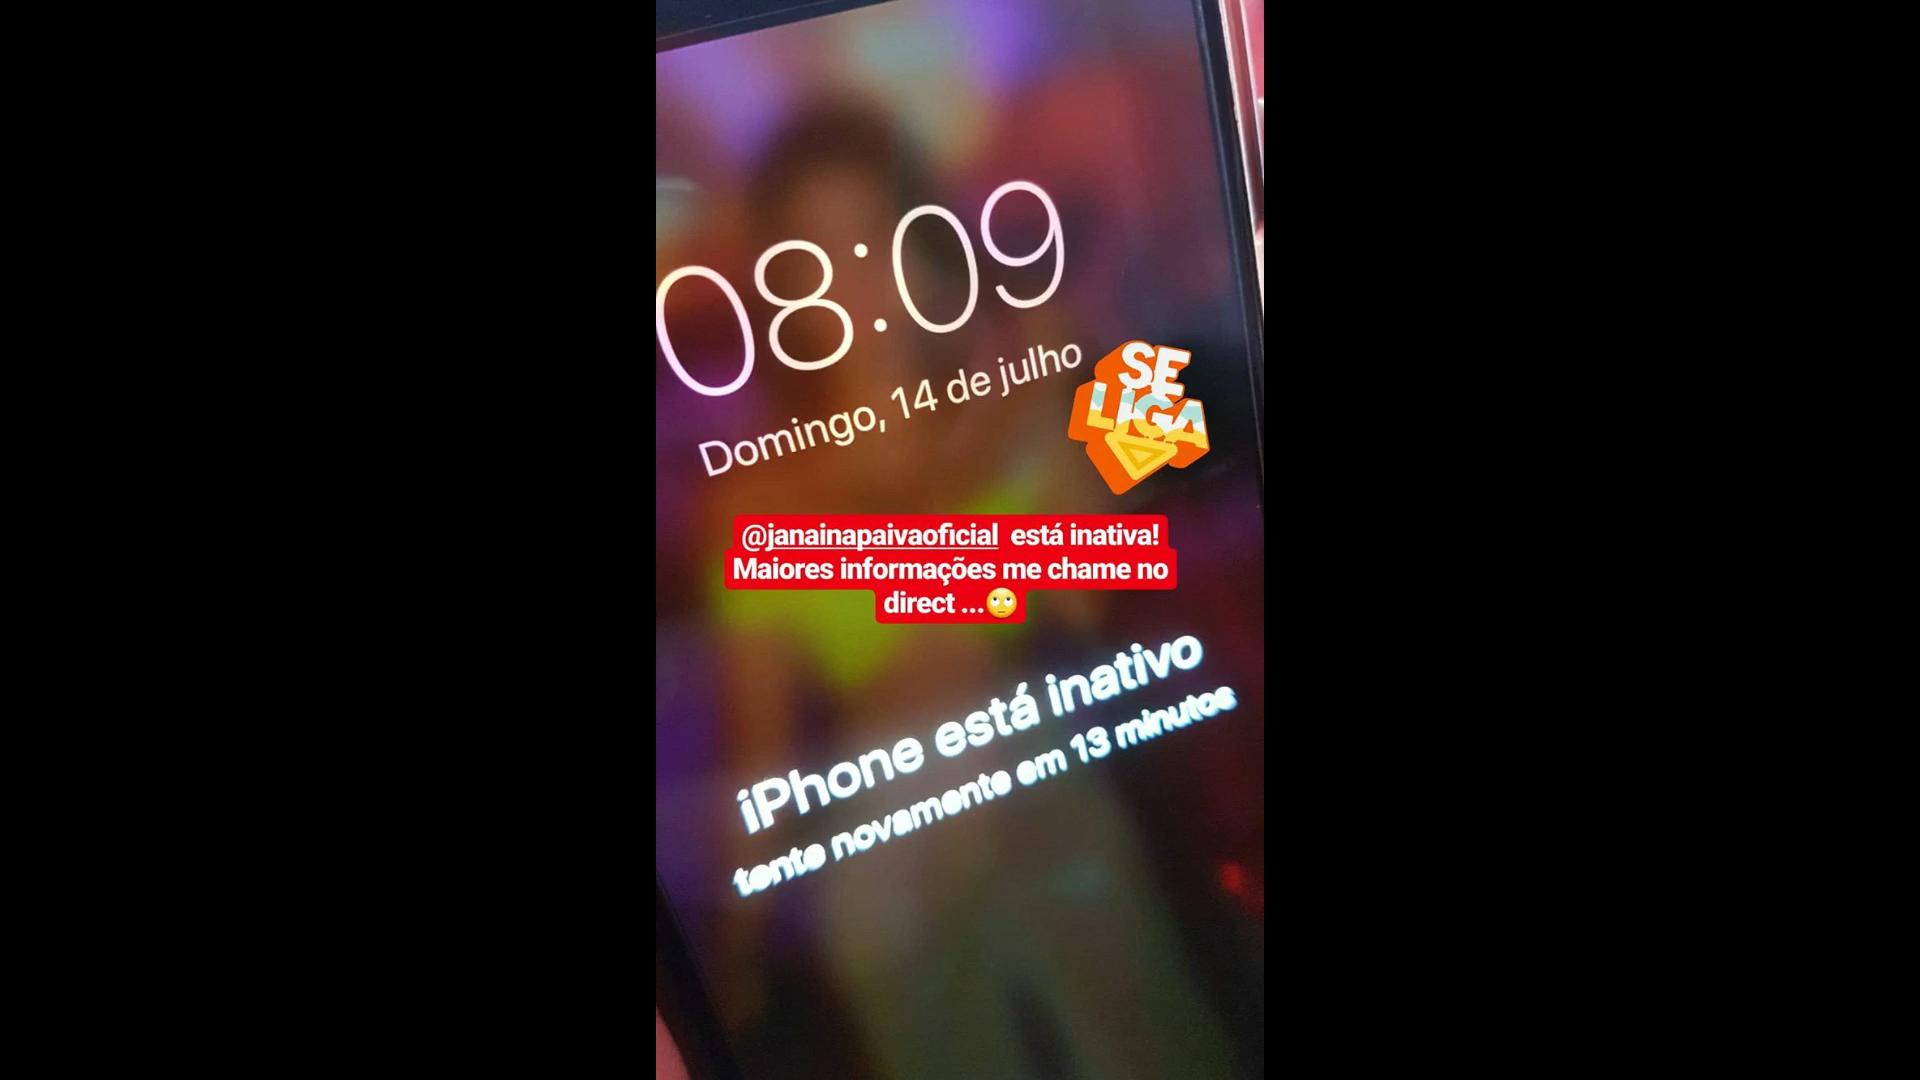 08:09
Domingo, 14 de julho
SE
LIGA
@janainapaivaoficial está inativa!
Maiores informações me chame no
direct ...🙄
iPhone está inativo
tente novamente em 13 minutos